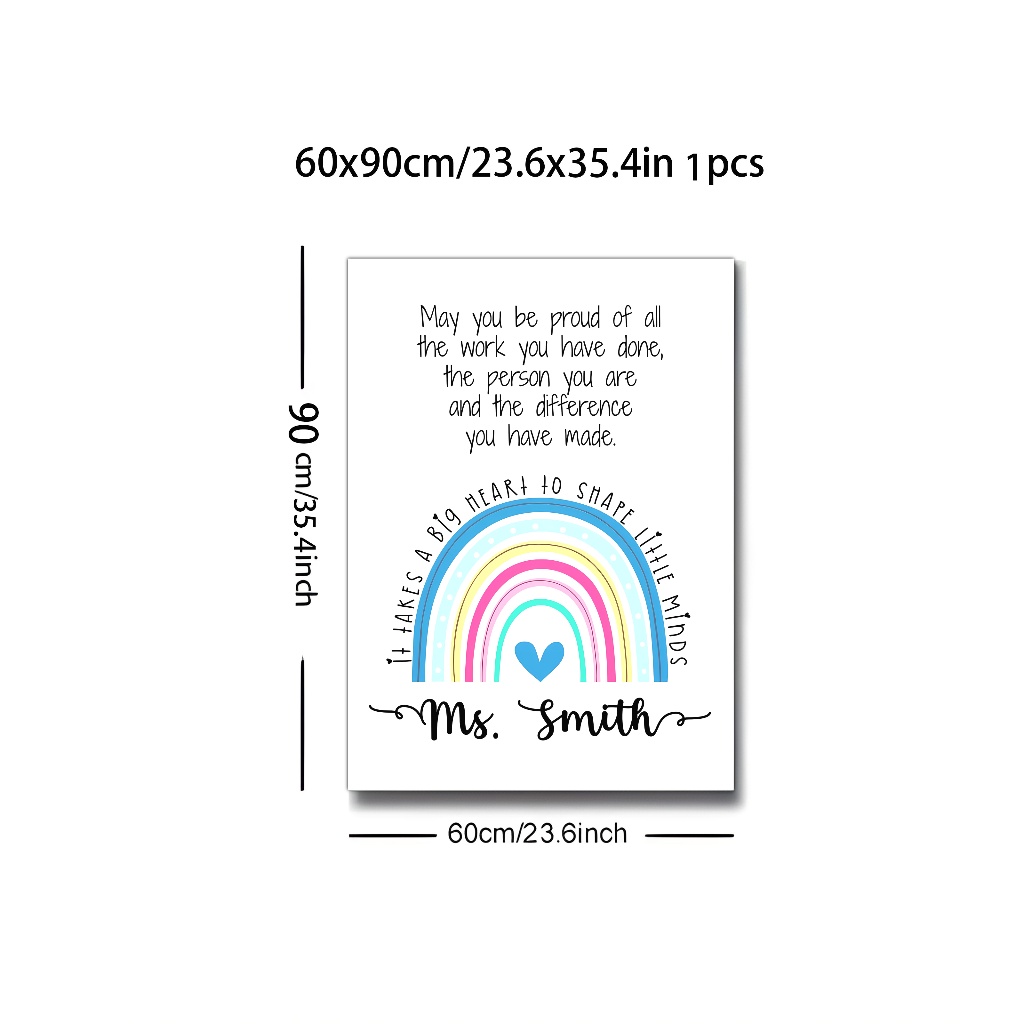 60x90cm/23.6x35.4in 1pcs
90 cm/35.4inch
May you be proud of all
the work you have done,
the person you are
and the difference
you have made.
it tAKES A Big HEARt tO SHAPE LittLE MiNDS
Ms. Smith
60cm/23.6inch